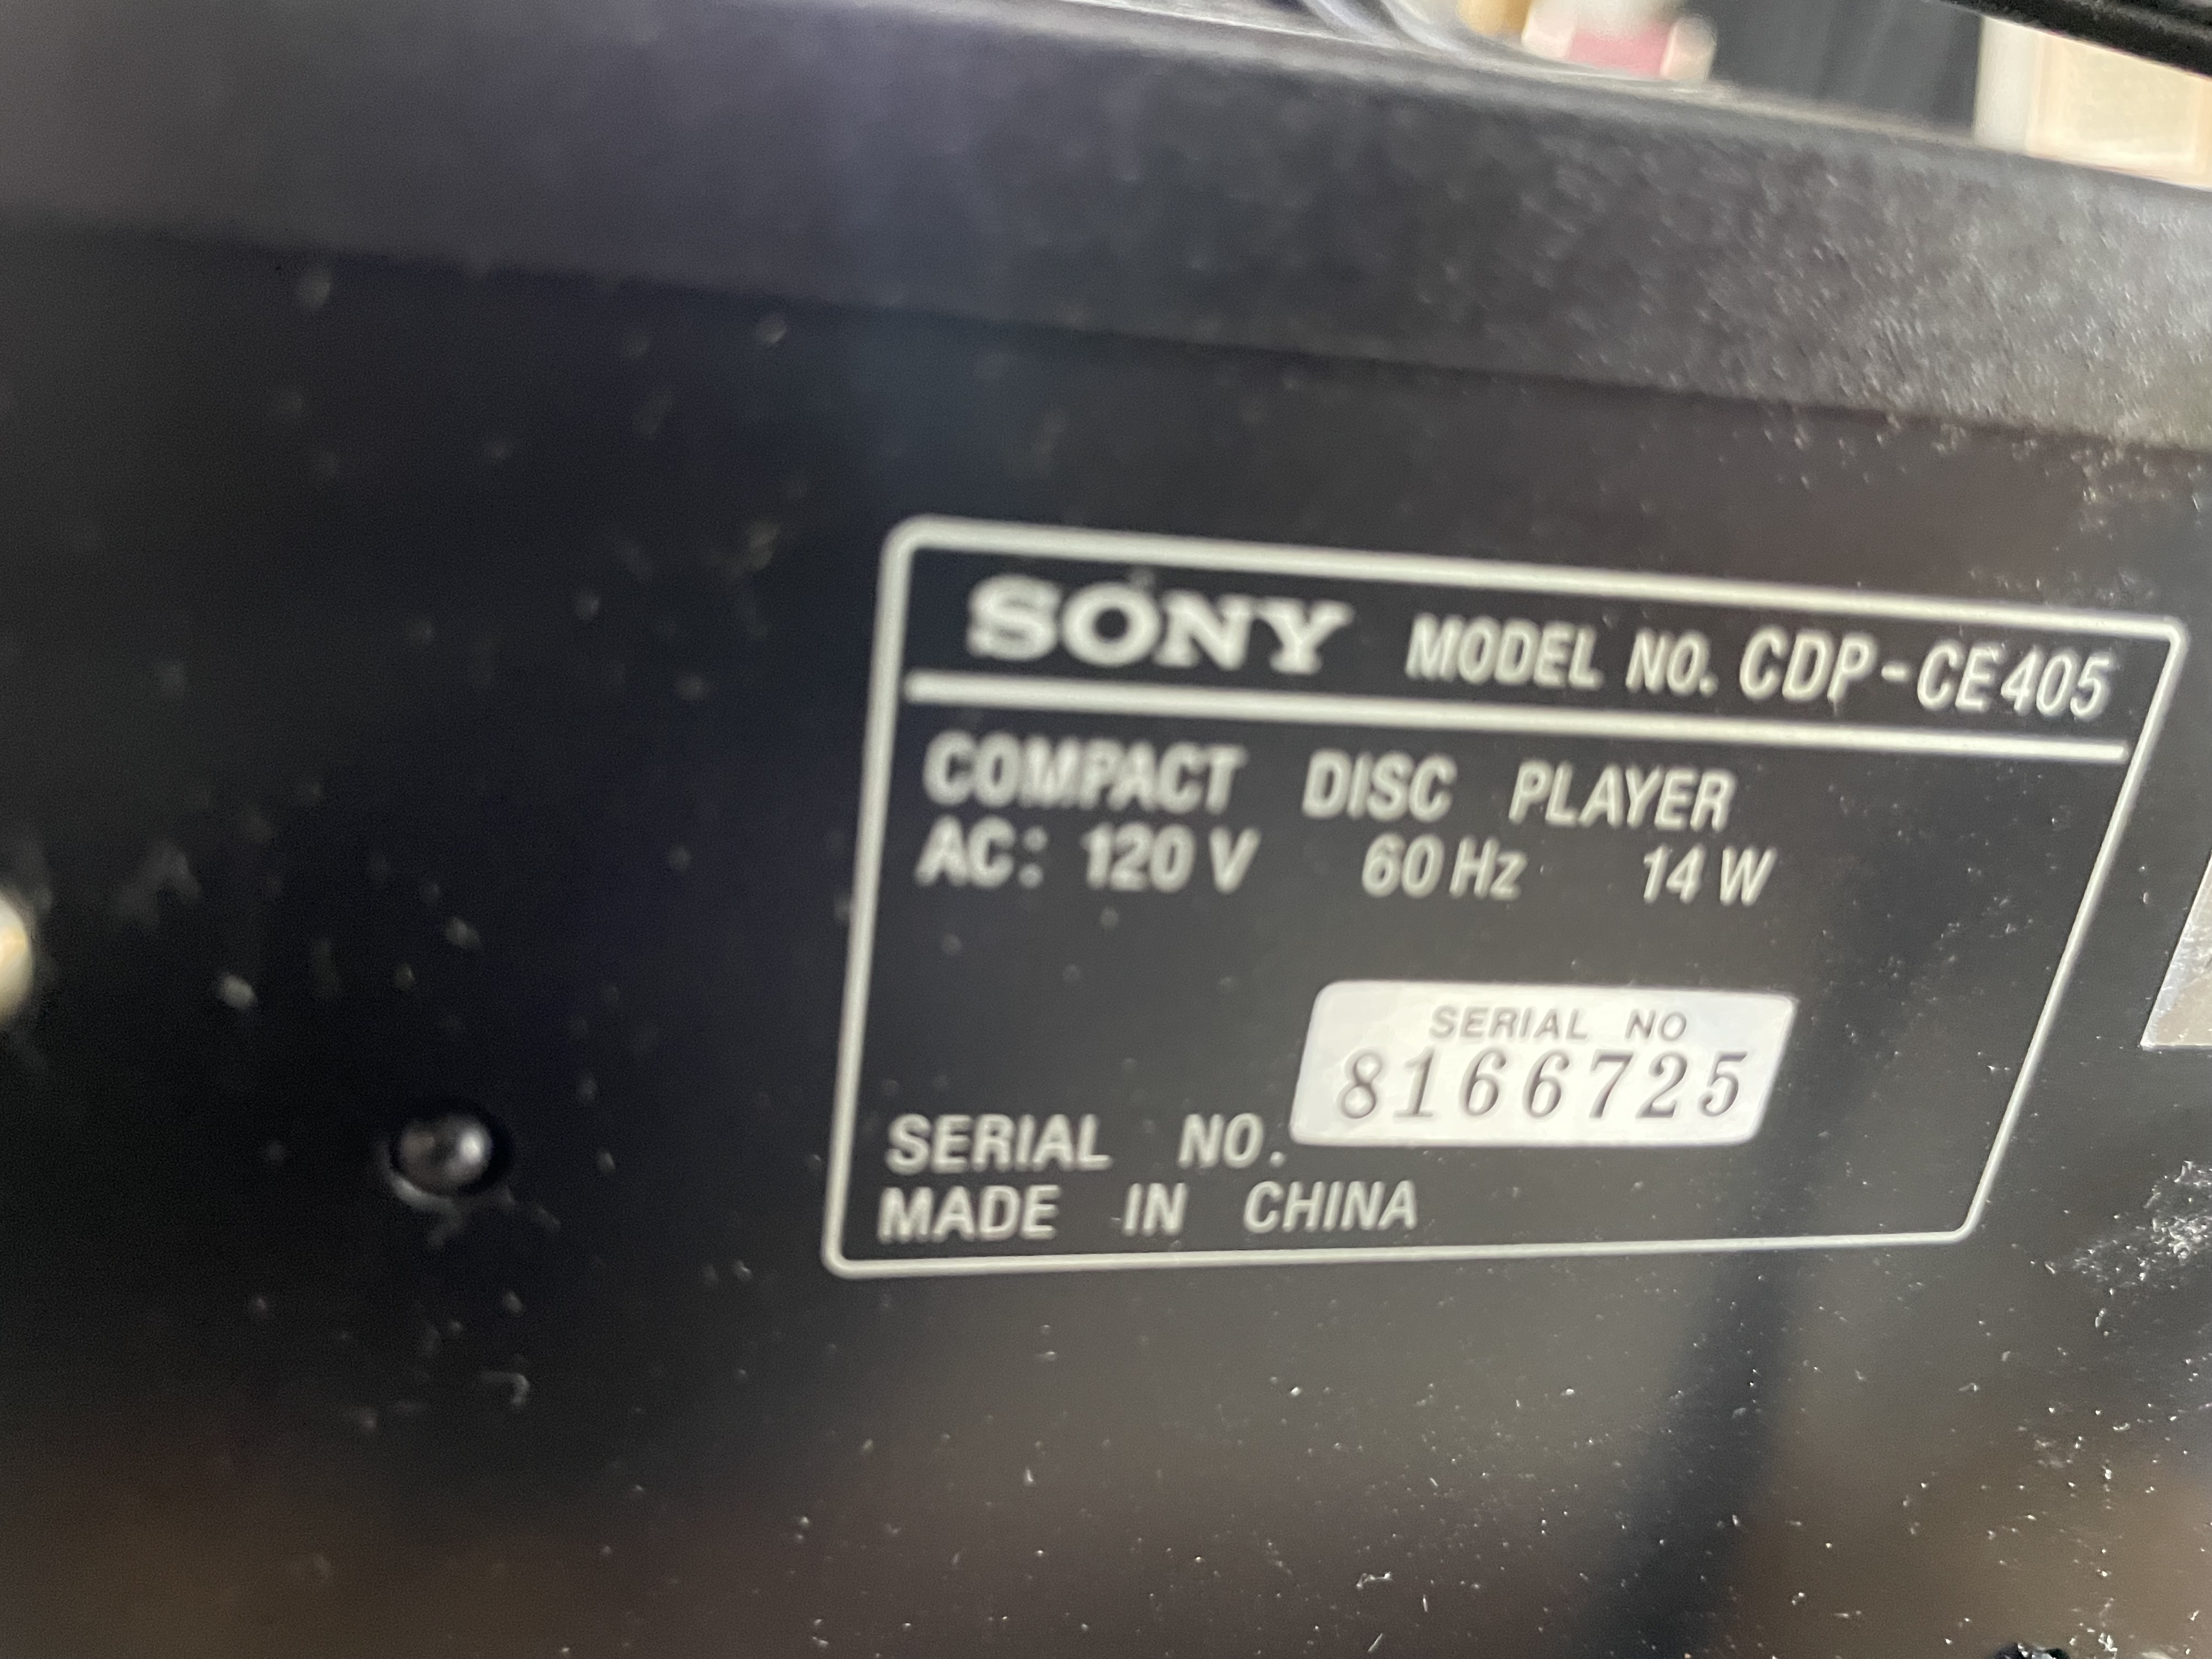 SONY MODEL NO. CDP-CE405
COMPACT DISC PLAYER
AC: 120 V 60 Hz 14 W
SERIAL NO
8166725
SERIAL NO.
MADE IN CHINA